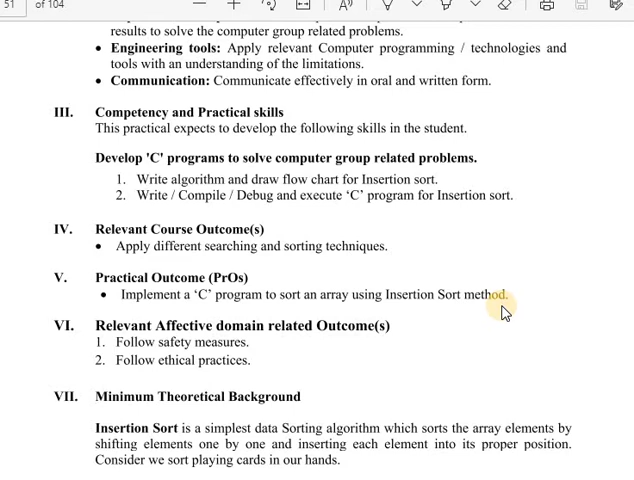 51 of 104
results to solve the computer group related problems.
• Engineering tools: Apply relevant Computer programming / technologies and
tools with an understanding of the limitations.
• Communication: Communicate effectively in oral and written form.
III. Competency and Practical skills
This practical expects to develop the following skills in the student.
Develop 'C' programs to solve computer group related problems.
1. Write algorithm and draw flow chart for Insertion sort.
2. Write / Compile / Debug and execute ‘C’ program for Insertion sort.
IV. Relevant Course Outcome(s)
• Apply different searching and sorting techniques.
V. Practical Outcome (PrOs)
• Implement a ‘C’ program to sort an array using Insertion Sort method.
VI. Relevant Affective domain related Outcome(s)
1. Follow safety measures.
2. Follow ethical practices.
VII. Minimum Theoretical Background
Insertion Sort is a simplest data Sorting algorithm which sorts the array elements by
shifting elements one by one and inserting each element into its proper position.
Consider we sort playing cards in our hands.